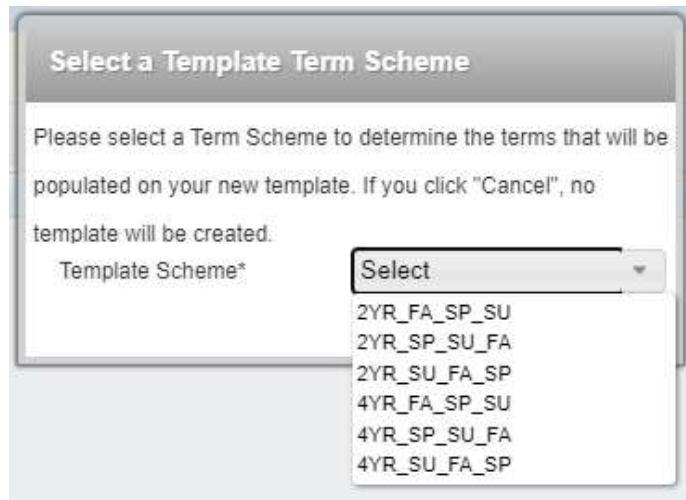 Select a Template Term Scheme
Please select a Term Scheme to determine the terms that will be
populated on your new template. If you click "Cancel", no
template will be created.
Template Scheme* Select
2YR_FA_SP_SU
2YR_SP_SU_FA
2YR_SU_FA_SP
4YR_FA_SP_SU
4YR_SP_SU_FA
4YR_SU_FA_SP